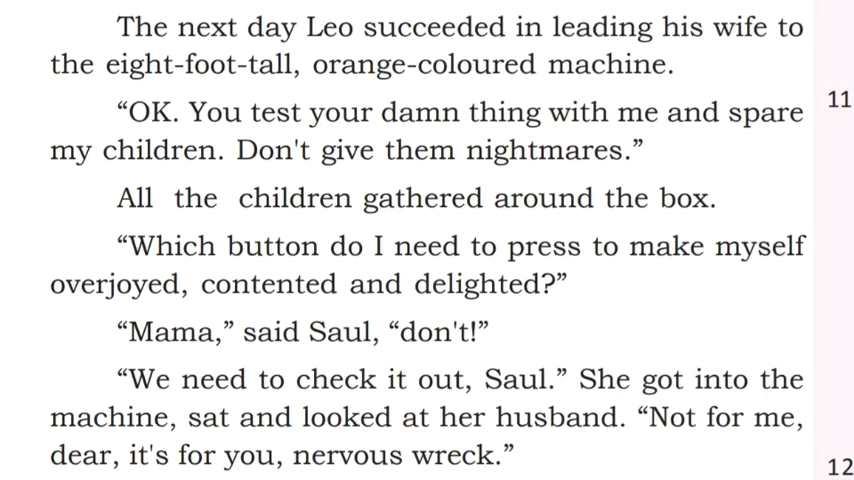 The next day Leo succeeded in leading his wife to
the eight-foot-tall, orange-coloured machine.
“OK. You test your damn thing with me and spare
11
my children. Don't give them nightmares.”
All the children gathered around the box.
“Which button do I need to press to make myself
overjoyed, contented and delighted?”
“Mama,” said Saul, “don't!”
“We need to check it out, Saul.” She got into the
machine, sat and looked at her husband. “Not for me,
dear, it's for you, nervous wreck.”
12